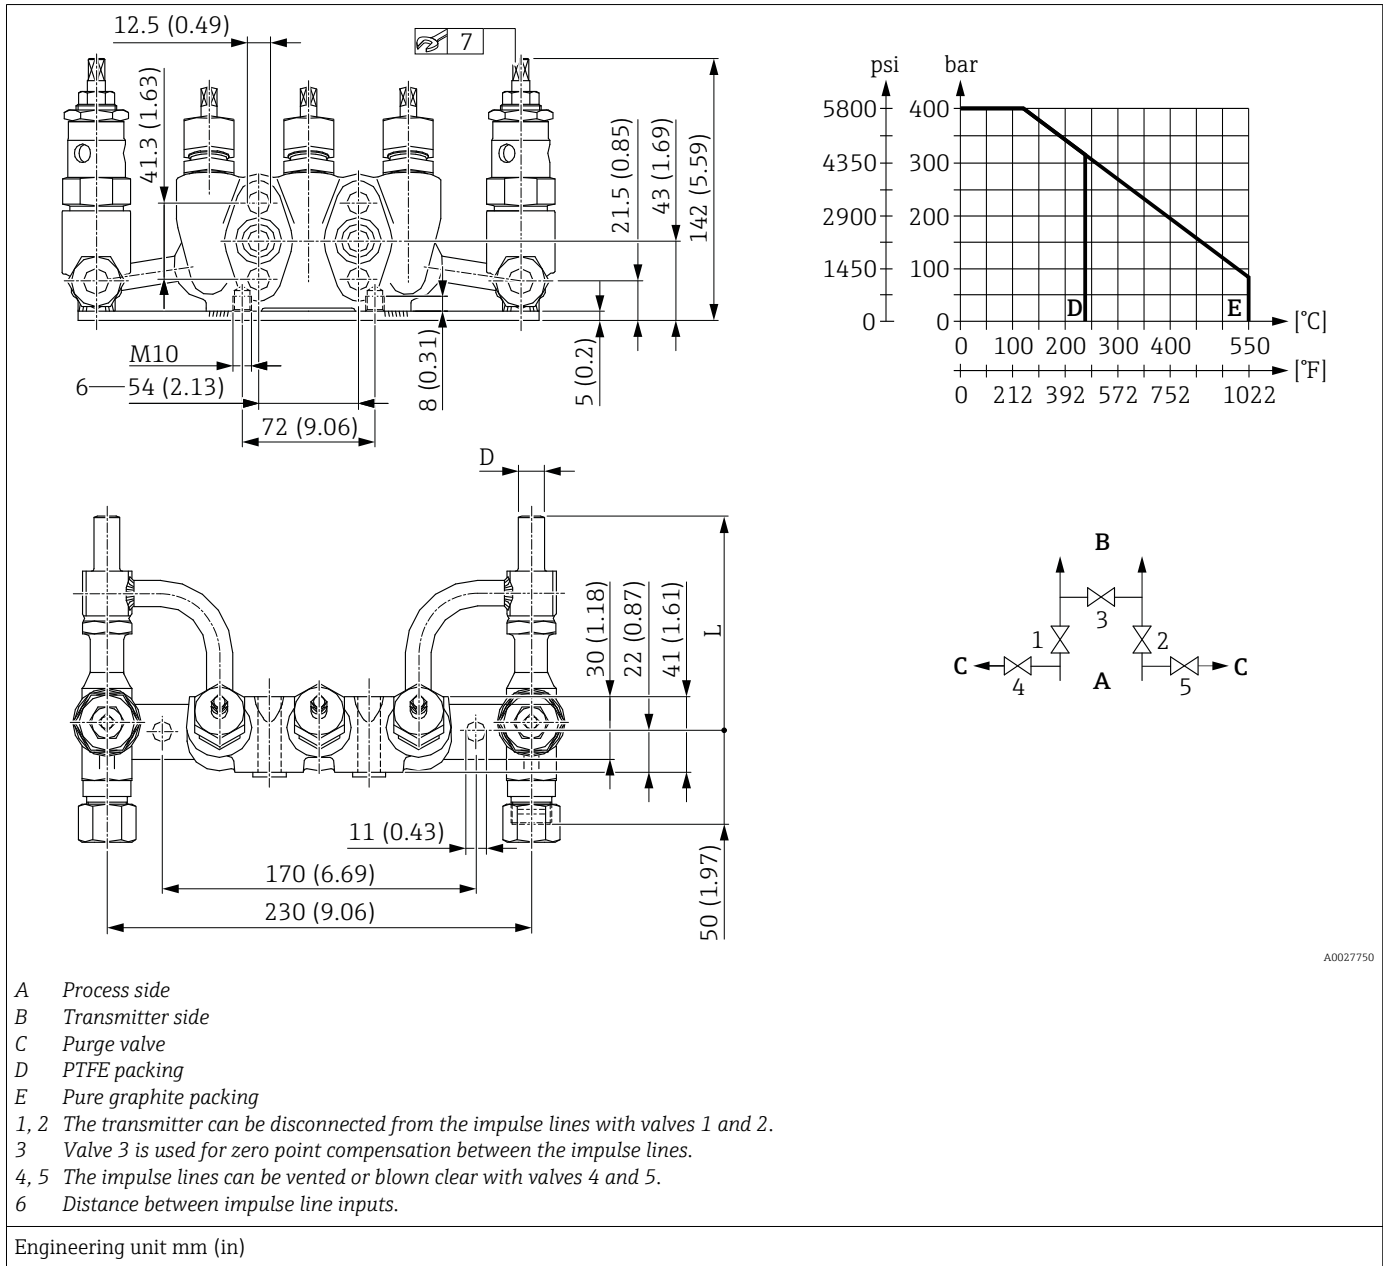 12.5 (0.49)
7
41.3 (1.63)
21.5 (0.85)
43 (1.69)
142 (5.59)
M10
6
54 (2.13)
8 (0.31)
5 (0.2)
72 (9.06)
psi
bar
5800
400
4350
300
2900
200
1450
100
0
0
D
E
[°C]
0 100 200 300 400 550
[°F]
0 212 392 572 752 1022
D
30 (1.18)
22 (0.87)
41 (1.61)
L
11 (0.43)
170 (6.69)
230 (9.06)
50 (1.97)
B
3
1
2
C
C
4
A
5
A0027750
A Process side
B Transmitter side
C Purge valve
D PTFE packing
E Pure graphite packing
1, 2 The transmitter can be disconnected from the impulse lines with valves 1 and 2.
3 Valve 3 is used for zero point compensation between the impulse lines.
4, 5 The impulse lines can be vented or blown clear with valves 4 and 5.
6 Distance between impulse line inputs.
Engineering unit mm (in)